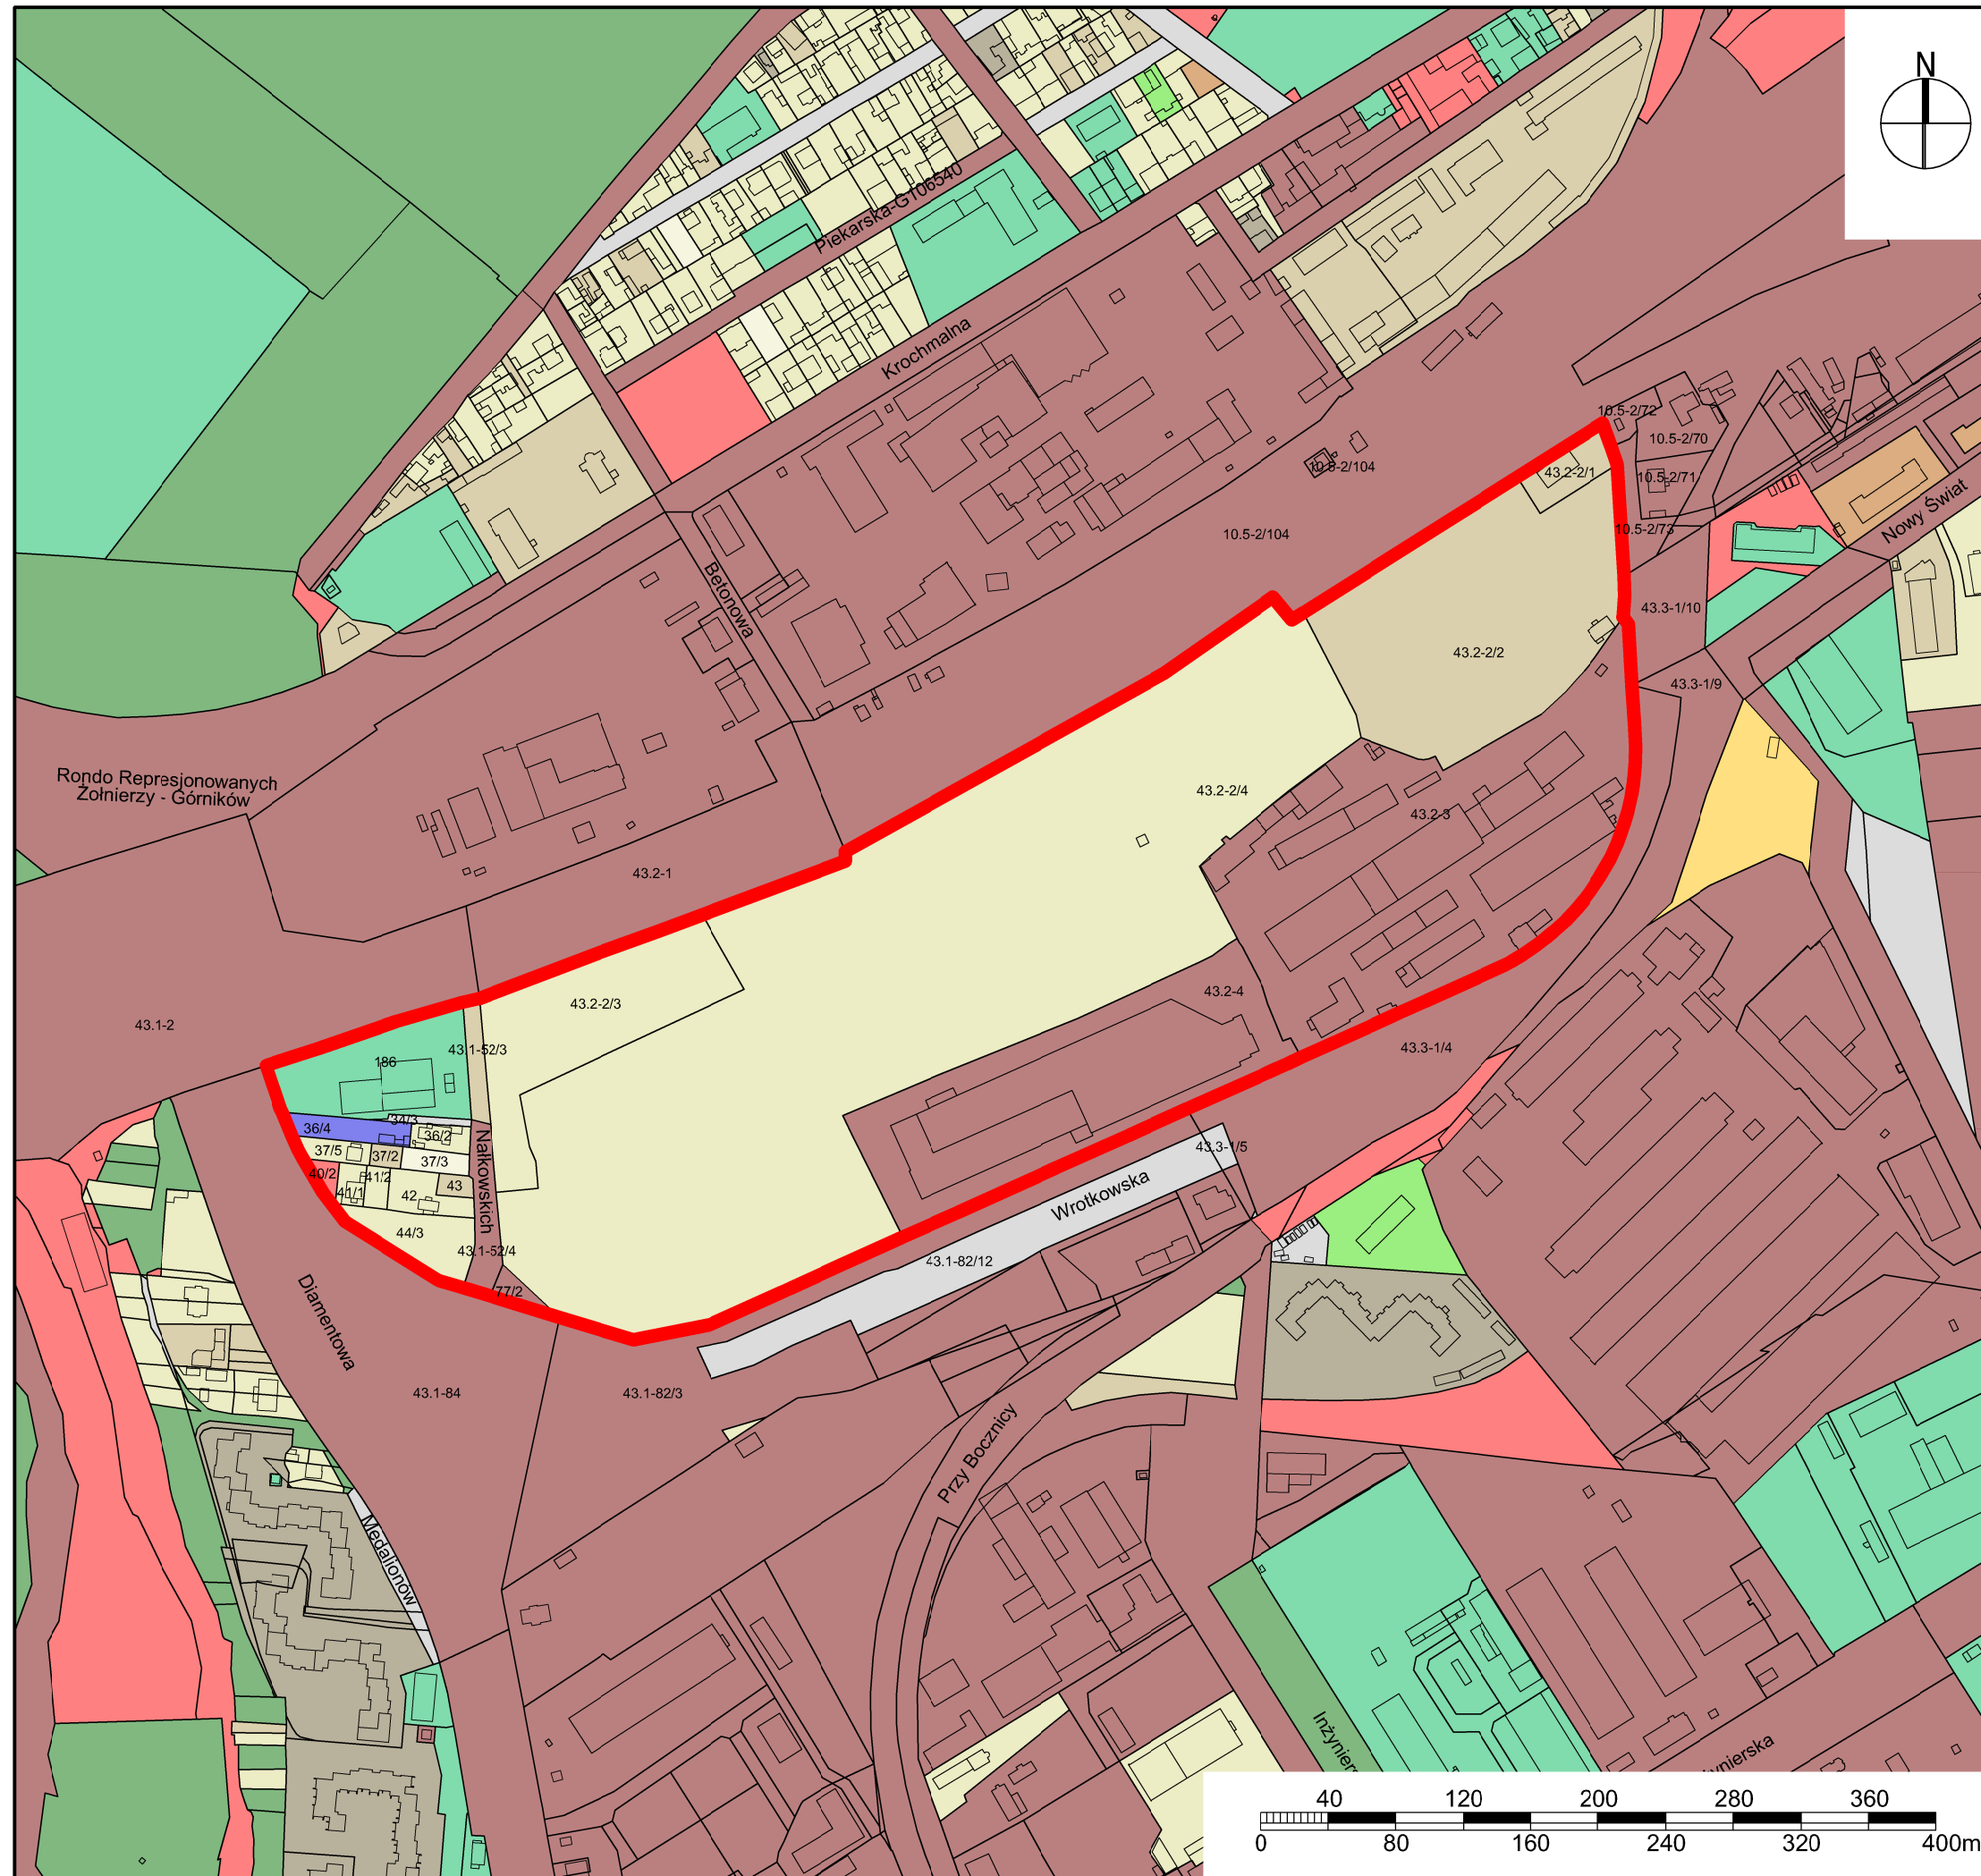 N
Piekarska-G106540
Krochmalna
10.5-2/72
10.5-2/70
10.5-2/104
43.2-2/1
10.5-2/71
Nowy Świat
10.5-2/104
10.5-2/73
Betonowa
43.3-1/10
43.2-2/2
43.3-1/9
Rondo Represjonowanych
Żołnierzy - Górników
43.2-2/4
43.2-3
43.2-1
43.2-4
43.2-2/3
43.1-2
43.1-52/3
43.3-1/4
186
34/3
36/4
36/2
37/5
37/2
37/3
43.3-1/5
40/2
41/2
41/1
42
43
Nałkowskich
Wrotkowska
44/3
43.1-52/4
43.1-82/12
77/2
Diamentowa
43.1-84
43.1-82/3
Przy Bocznicy
Medalionów
40 120 200 280 360
0 80 160 240 320 400m